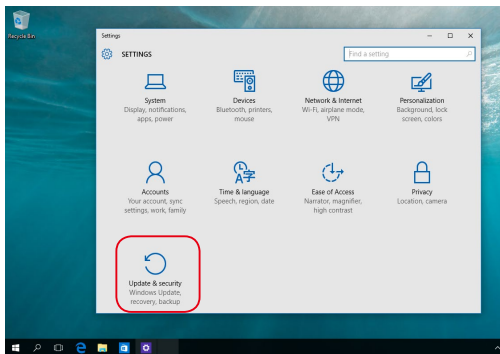 Recycle Bin
Settings
SETTINGS
Find a setting
System
Display, notifications,
apps, power
Devices
Bluetooth, printers,
mouse
Network & Internet
Wi-Fi, airplane mode,
VPN
Personalization
Background, lock
screen, colors
Accounts
Your account, sync
settings, work, family
A字
Time & language
Speech, region, date
Ease of Access
Narrator, magnifier,
high contrast
Privacy
Location, camera
Update & security
Windows Update,
recovery, backup